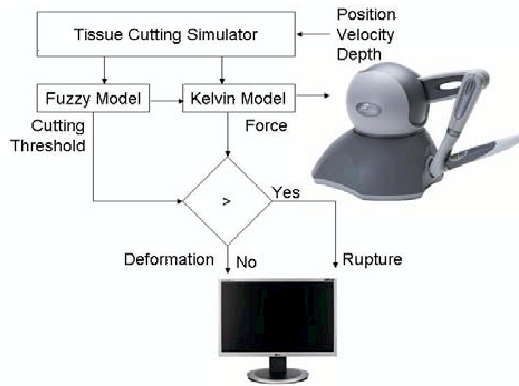 Position
Velocity
Depth
Tissue Cutting Simulator
Fuzzy Model
Kelvin Model
Cutting
Threshold
Force
>
Yes
Deformation
No
Rupture